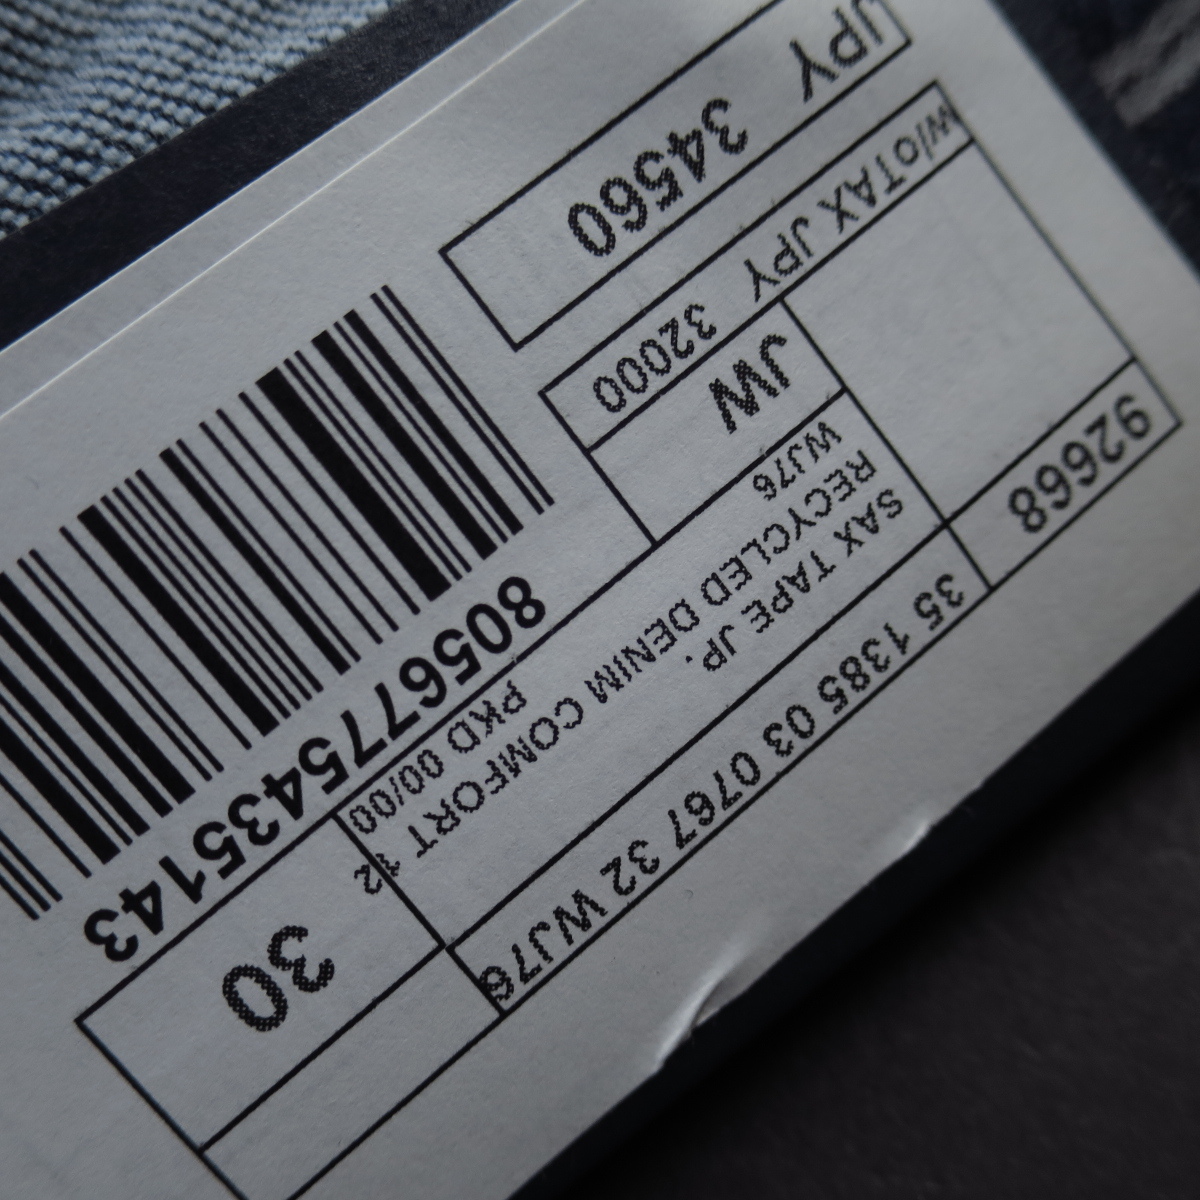 92668
35 1385 03 0767 32 WJ76
SAX TAPE JP.
RECYCLED DENIM COMFORT 12
WJ76
PKD 00/00
JW
30
w/oTAX JPY 32000
8056775435143
JPY 34560